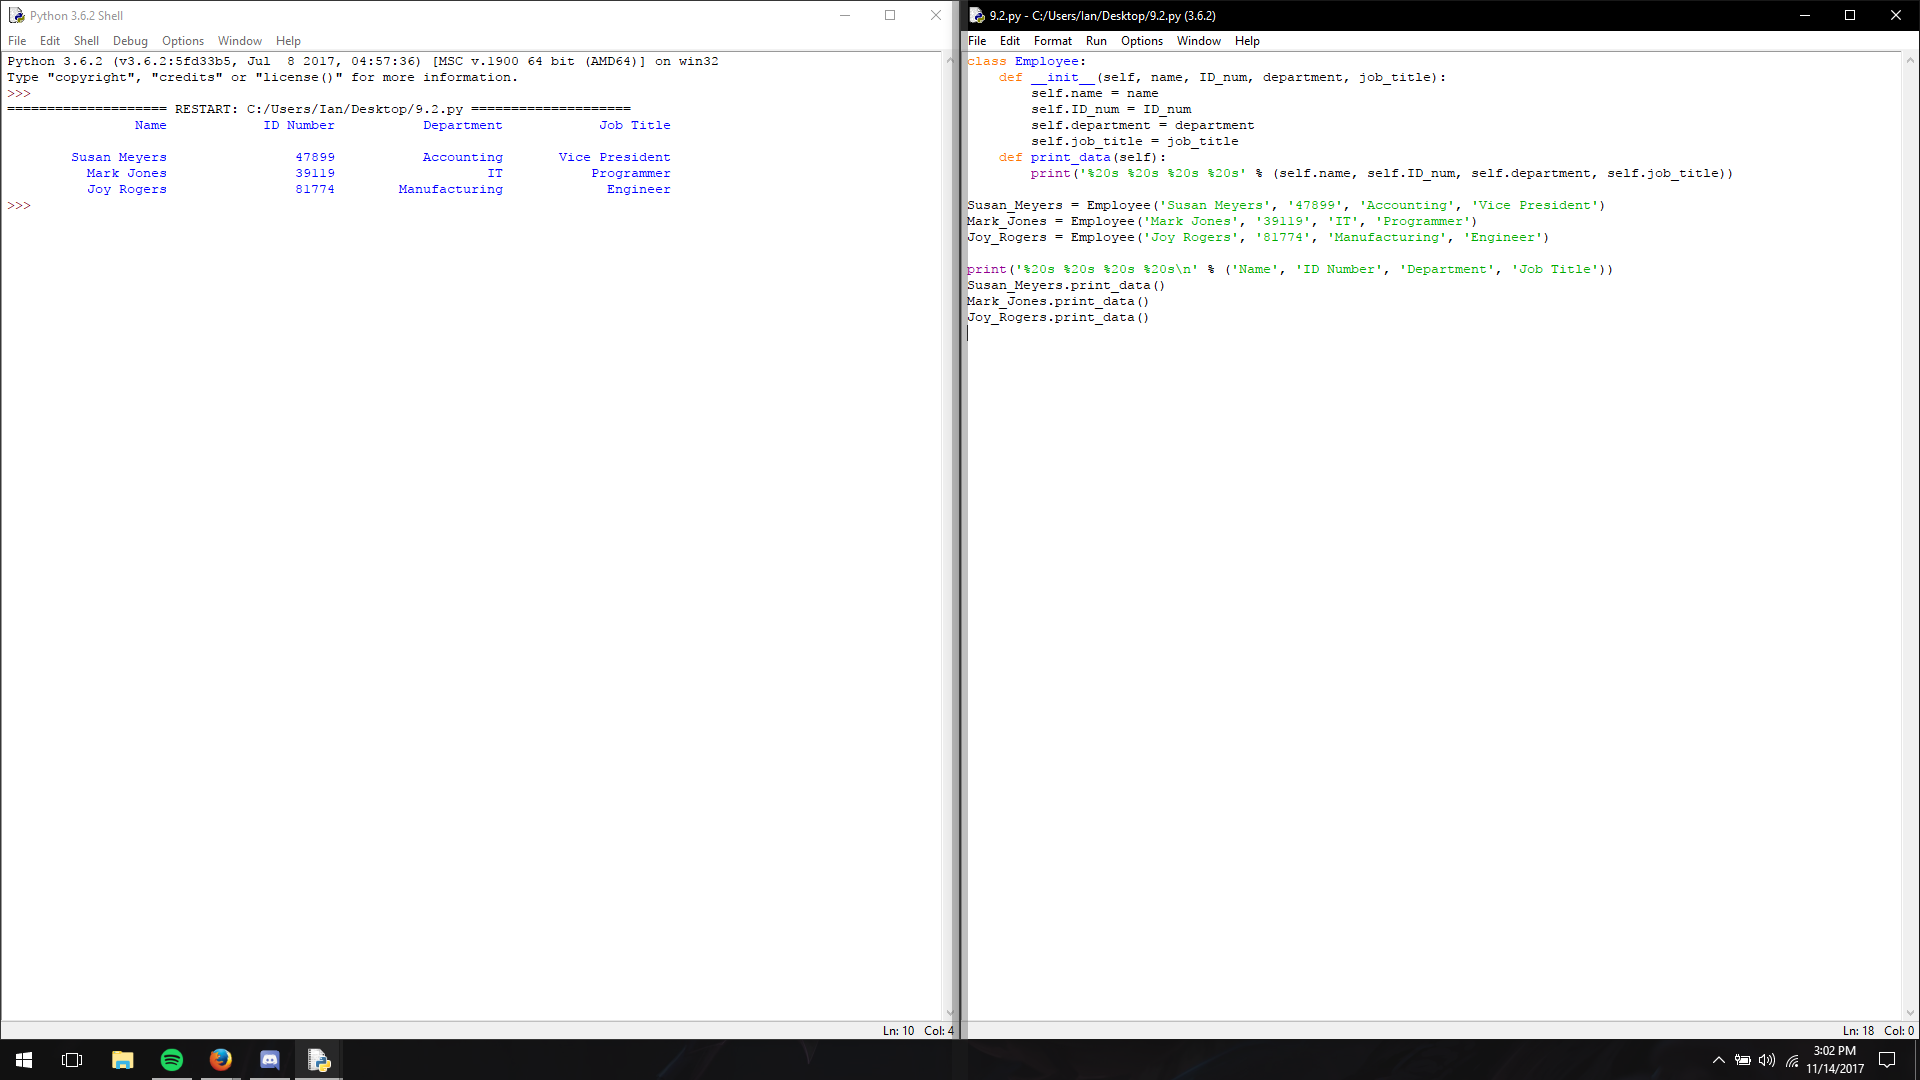 Python 3.6.2 Shell
File Edit Shell Debug Options Window Help
Python 3.6.2 (v3.6.2:5fd33b5, Jul  8 2017, 04:57:36) [MSC v.1900 64 bit (AMD64)] on win32
Type "copyright", "credits" or "license()" for more information.
>>>
==================== RESTART: C:/Users/Ian/Desktop/9.2.py ====================
                Name            ID Number           Department            Job Title

        Susan Meyers                47899           Accounting       Vice President
          Mark Jones                39119                   IT           Programmer
          Joy Rogers                81774        Manufacturing             Engineer
>>>
Ln: 10 Col: 4
9.2.py - C:/Users/Ian/Desktop/9.2.py (3.6.2)
File Edit Format Run Options Window Help
class Employee:
    def __init__(self, name, ID_num, department, job_title):
        self.name = name
        self.ID_num = ID_num
        self.department = department
        self.job_title = job_title
    def print_data(self):
        print('%20s %20s %20s %20s' % (self.name, self.ID_num, self.department, self.job_title))

Susan_Meyers = Employee('Susan Meyers', '47899', 'Accounting', 'Vice President')
Mark_Jones = Employee('Mark Jones', '39119', 'IT', 'Programmer')
Joy_Rogers = Employee('Joy Rogers', '81774', 'Manufacturing', 'Engineer')

print('%20s %20s %20s %20s\n' % ('Name', 'ID Number', 'Department', 'Job Title'))
Susan_Meyers.print_data()
Mark_Jones.print_data()
Joy_Rogers.print_data()
Ln: 18 Col: 0
3:02 PM
11/14/2017